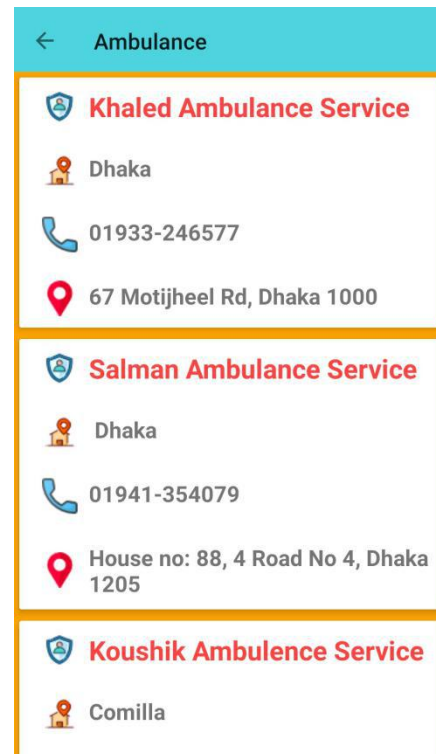 Ambulance
Khaled Ambulance Service
Dhaka
01933-246577
67 Motijheel Rd, Dhaka 1000
Salman Ambulance Service
Dhaka
01941-354079
House no: 88, 4 Road No 4, Dhaka
1205
Koushik Ambulence Service
Comilla